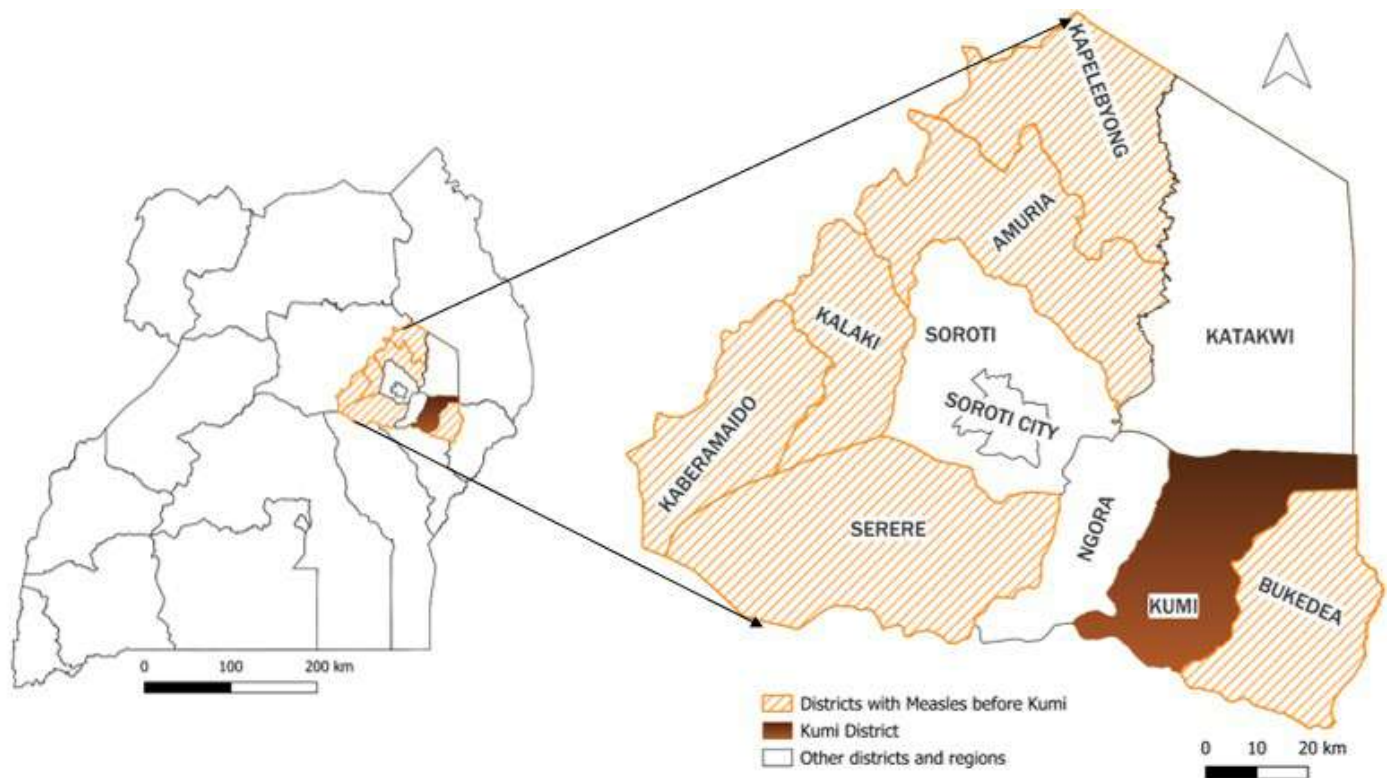 KAPELEBYONG
AMURIA
KALAKI
SOROTI
KATAKWI
SOROTI CITY
KABERAMAIDO
SERERE
NGORA
KUMI
BUKEDEA
0 100 200 km
Districts with Measles before Kumi
Kumi District
Other districts and regions
0 10 20 km